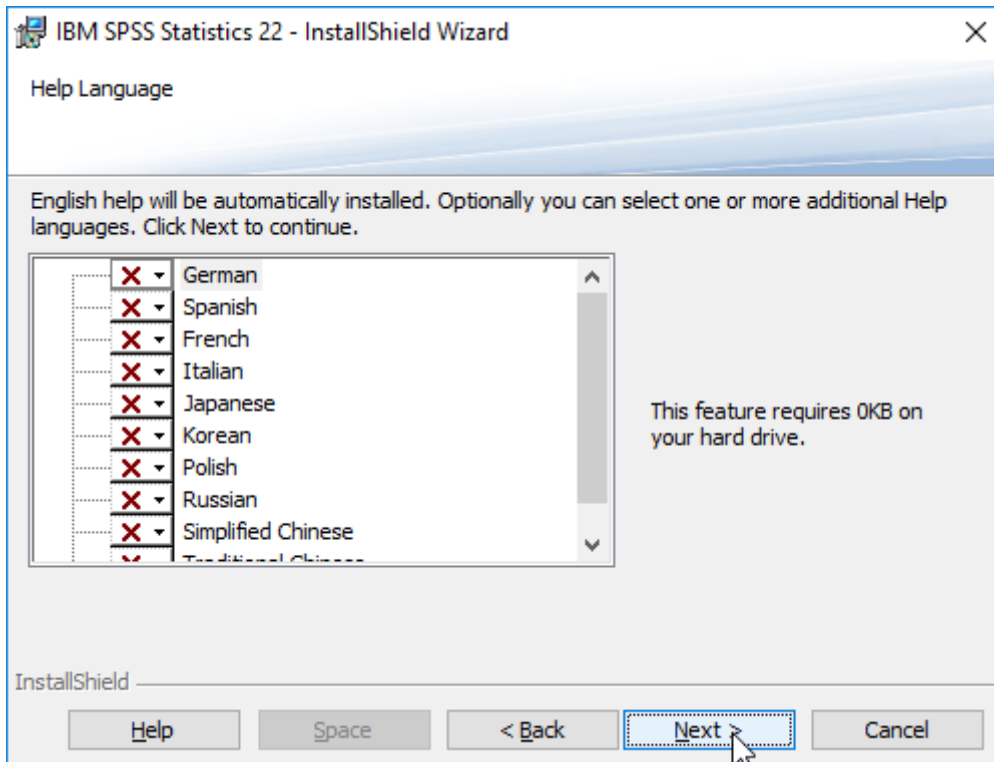 IBM SPSS Statistics 22 - InstallShield Wizard
Help Language
English help will be automatically installed. Optionally you can select one or more additional Help
languages. Click Next to continue.
German
Spanish
French
Italian
Japanese
Korean
Polish
Russian
Simplified Chinese
Traditional Chinese
This feature requires 0KB on
your hard drive.
InstallShield
Help
Space
< Back
Next >
Cancel